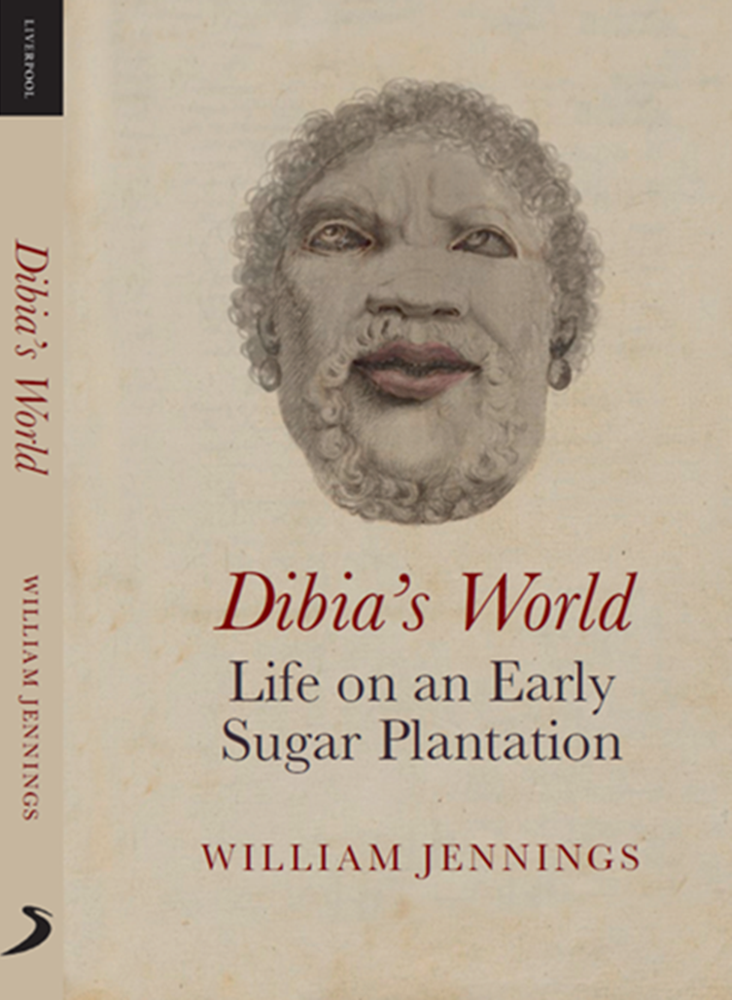 LIVERPOOL
Dibia's World
WILLIAM JENNINGS
Dibia's World
Life on an Early
Sugar Plantation
WILLIAM JENNINGS